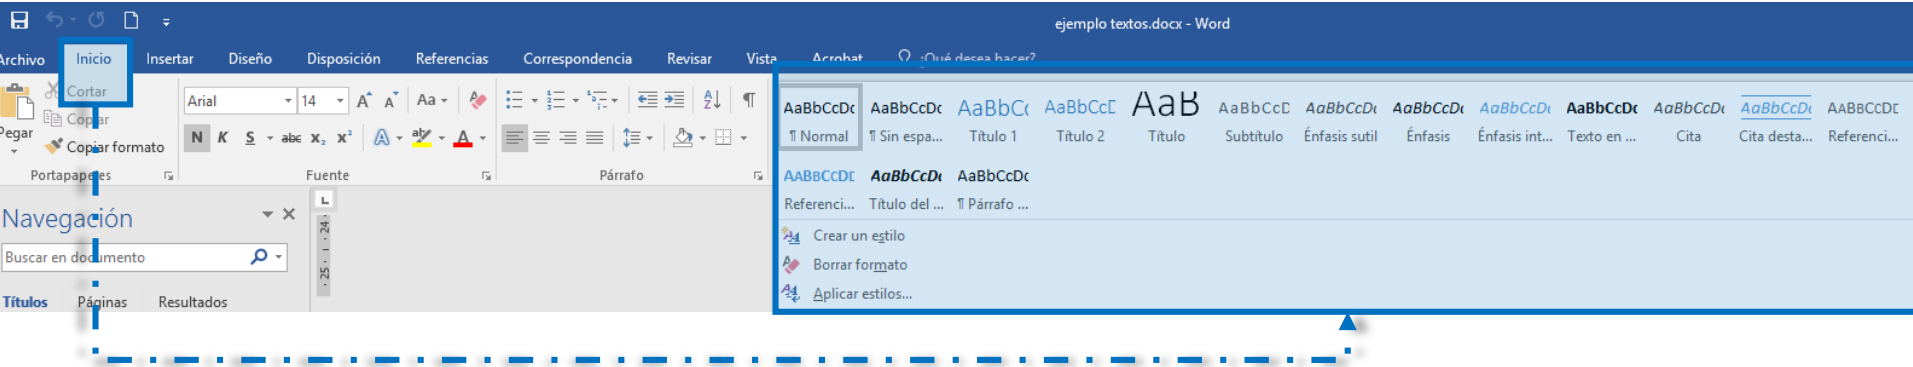 ejemplo textos.docx - Word
Archivo Inicio Insertar Diseño Disposición Referencias Correspondencia Revisar Vista Acrobat ¿Qué desea hacer?
Cortar
Copiar
Pegar
Copiar formato
Portapapeles
Arial 14 Aa
N K S abc x₂ x² A aby A
Fuente
Párrafo
AaBbCcDc AaBbCcDc AaBbCc AaBbCcD AaB AaBbCcD AaBbCcDc AaBbCcDc AaBbCcDc AaBbCcDc AaBbCcDc AaBbCcDc AABBCCDD
¶ Normal ¶ Sin espa... Título 1 Título 2 Título Subtítulo Énfasis sutil Énfasis Énfasis int... Texto en ... Cita Cita desta... Referenci...
AABBCCDD AaBbCcDc AaBbCcDc
Referenci... Título del ... ¶ Párrafo ...
Crear un estilo
Borrar formato
Aplicar estilos...
Navegación
Buscar en documento
Títulos Páginas Resultados
L
· 25 · | · 24 ·